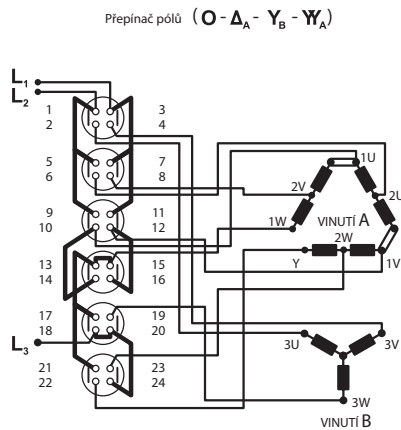 Přepínač pólů (O - ΔA - YB - YYA)
L1
L2
1 3
2 4
5 7
6 8
9 11
10 12
13 15
14 16
17 19
18 20
L3
21 23
22 24
1U
2V 2U
1W VINUTÍ A
2W
Y 1V
3U 3V
3W
VINUTÍ B